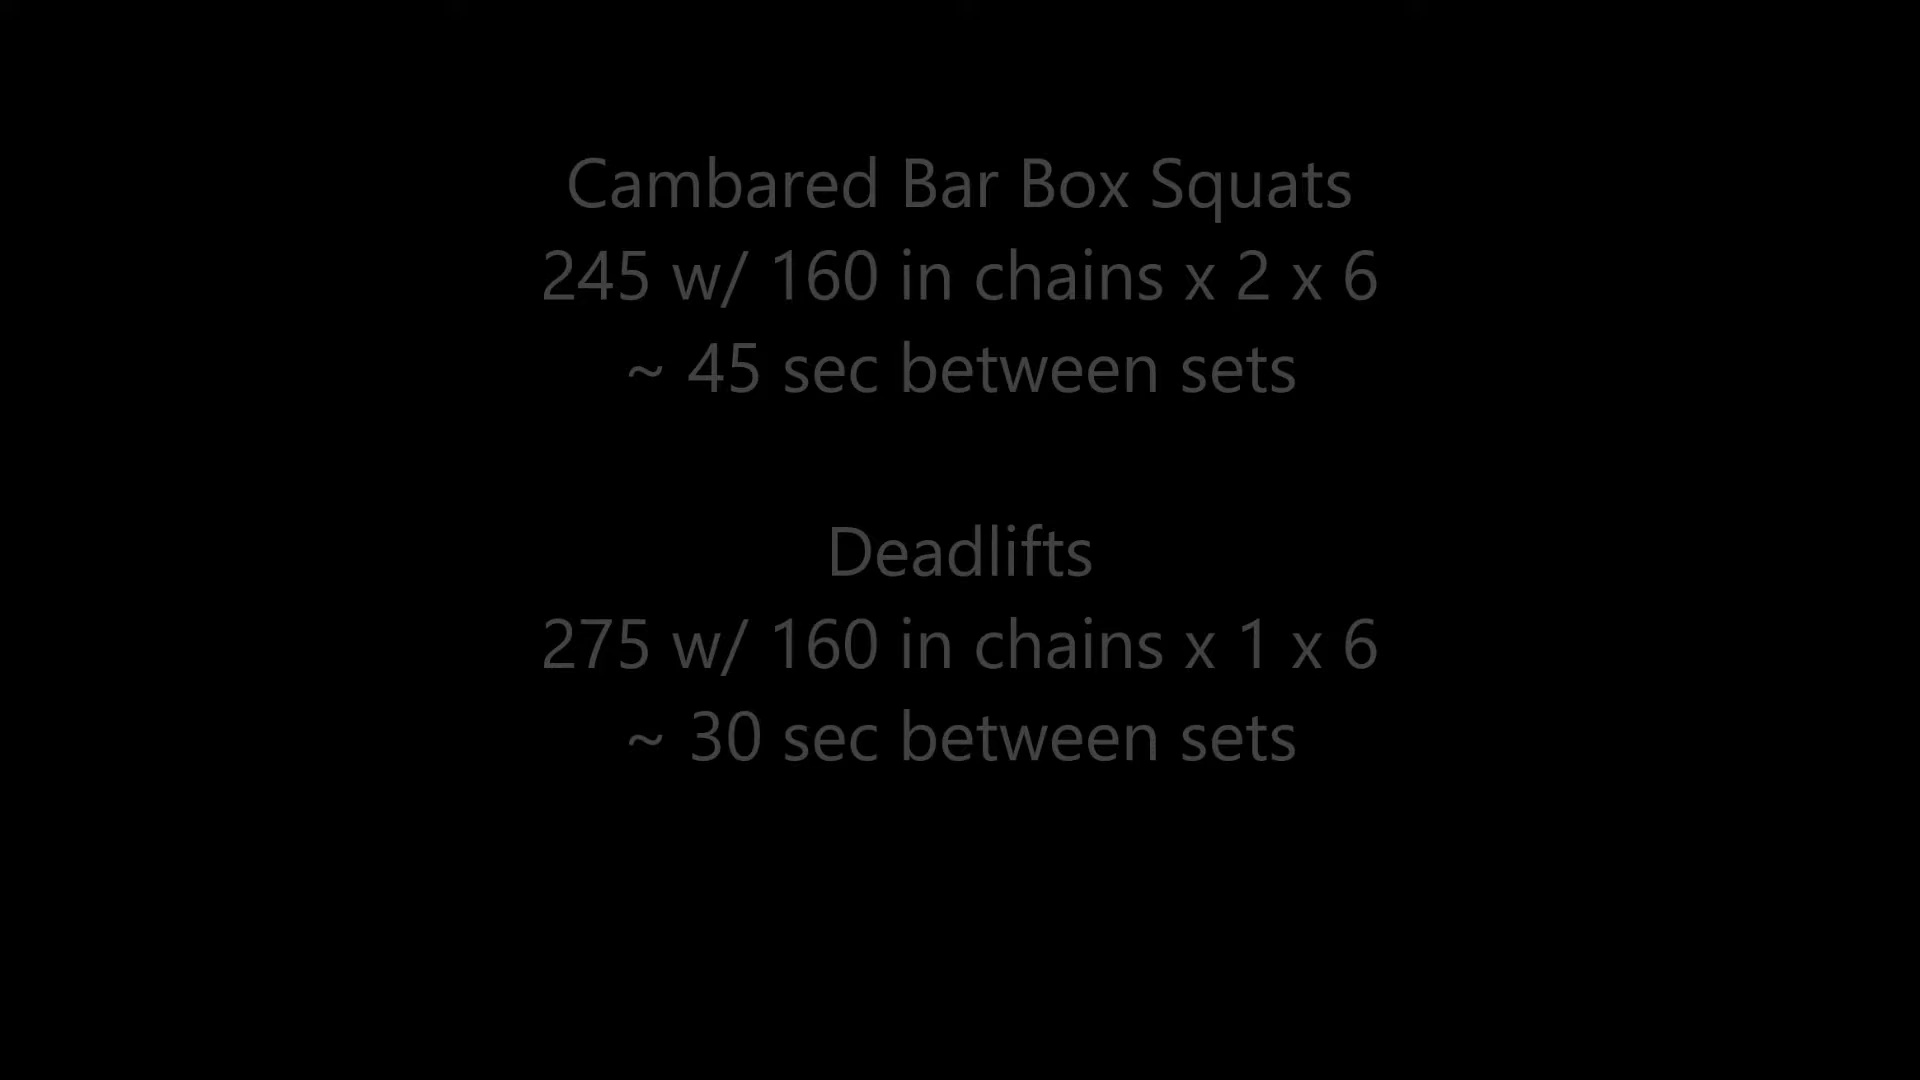 Cambared Bar Box Squats
245 w/ 160 in chains x 2 x 6
~ 45 sec between sets
Deadlifts
275 w/ 160 in chains x 1 x 6
~ 30 sec between sets